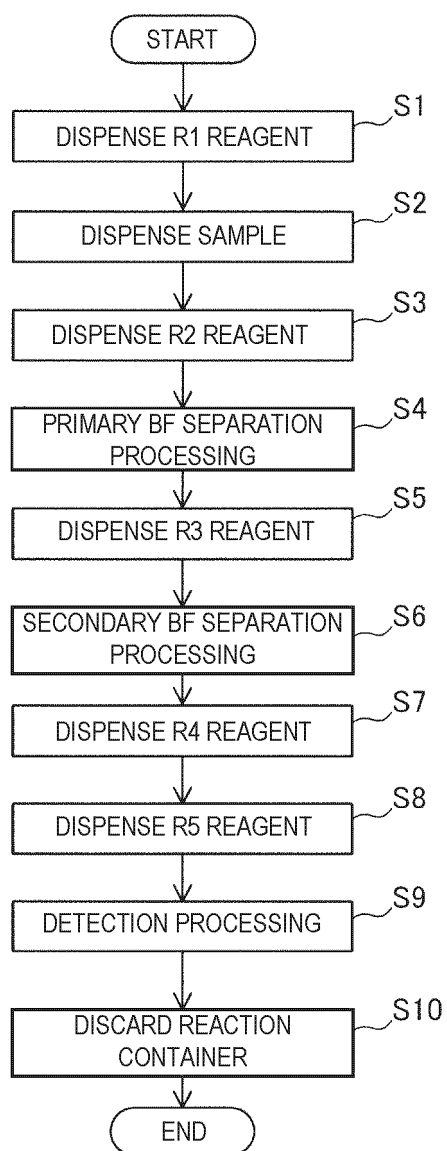 START
S1
DISPENSE R1 REAGENT
S2
DISPENSE SAMPLE
S3
DISPENSE R2 REAGENT
S4
PRIMARY BF SEPARATION
PROCESSING
S5
DISPENSE R3 REAGENT
S6
SECONDARY BF SEPARATION
PROCESSING
S7
DISPENSE R4 REAGENT
S8
DISPENSE R5 REAGENT
S9
DETECTION PROCESSING
S10
DISCARD REACTION
CONTAINER
END